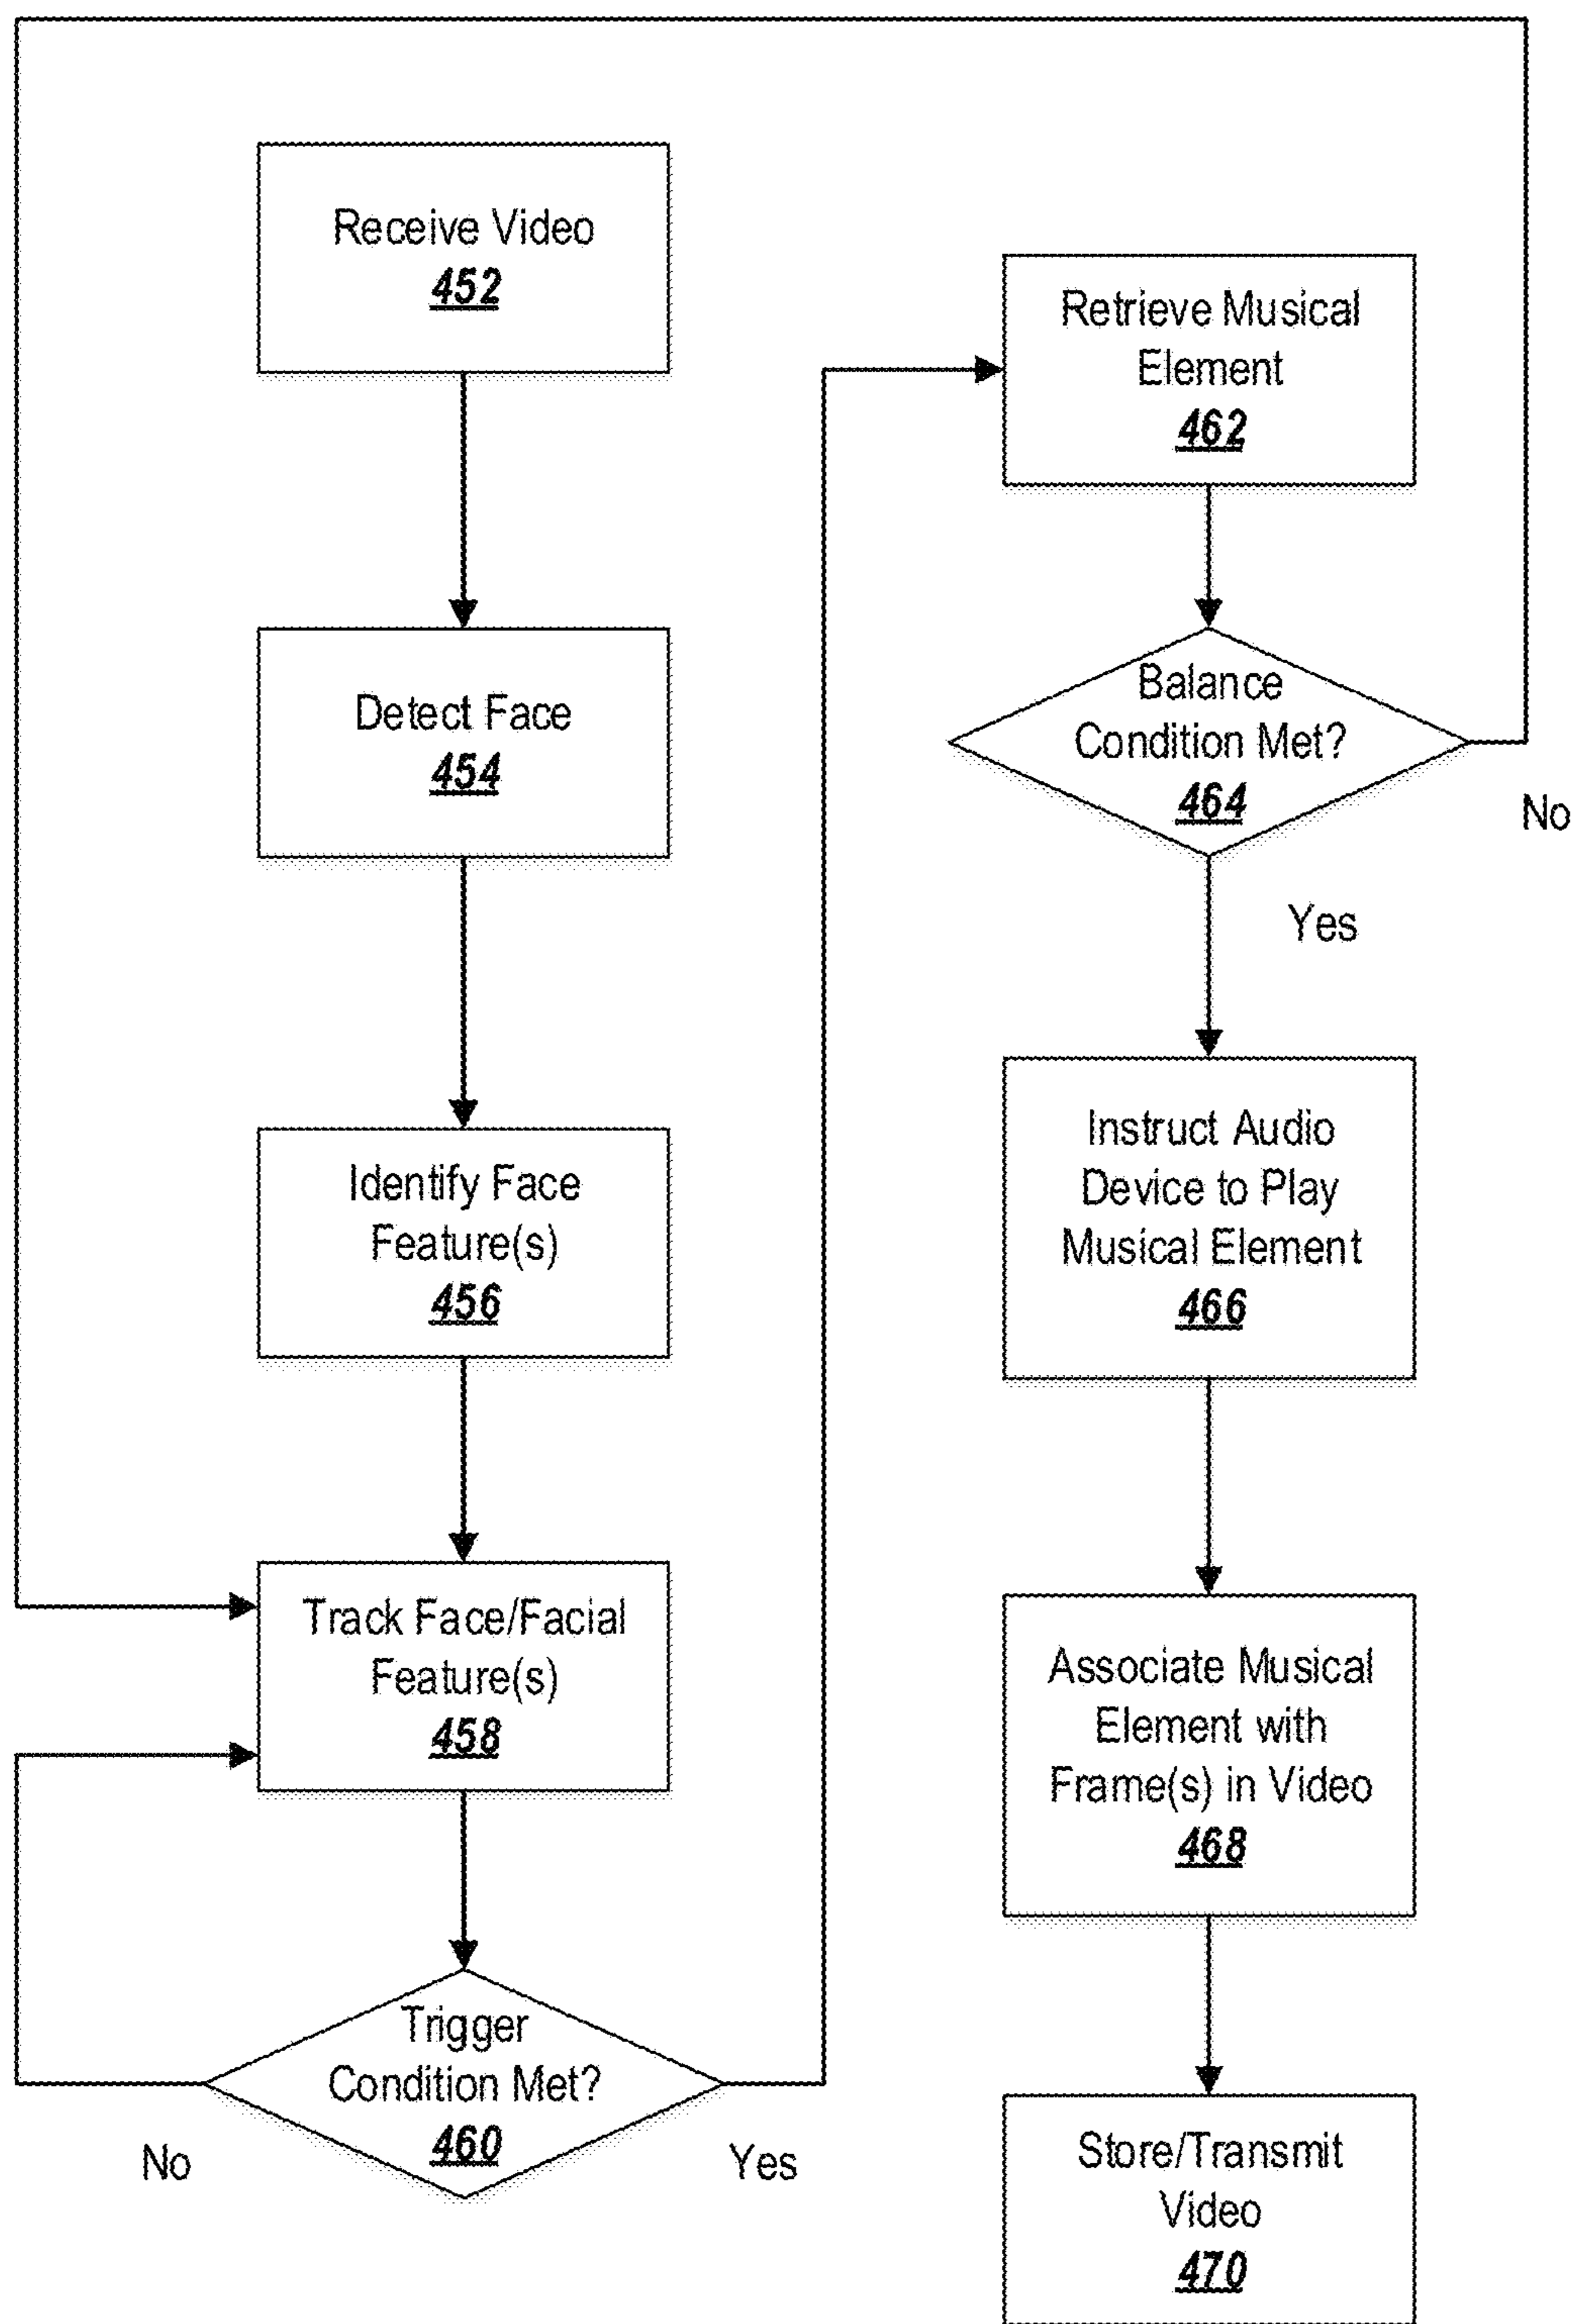 Receive Video
452
Detect Face
454
Identify Face
Feature(s)
456
Track Face/Facial
Feature(s)
458
Trigger
Condition Met?
460
No
Yes
Retrieve Musical
Element
462
Balance
Condition Met?
464
No
Yes
Instruct Audio
Device to Play
Musical Element
466
Associate Musical
Element with
Frame(s) in Video
468
Store/Transmit
Video
470